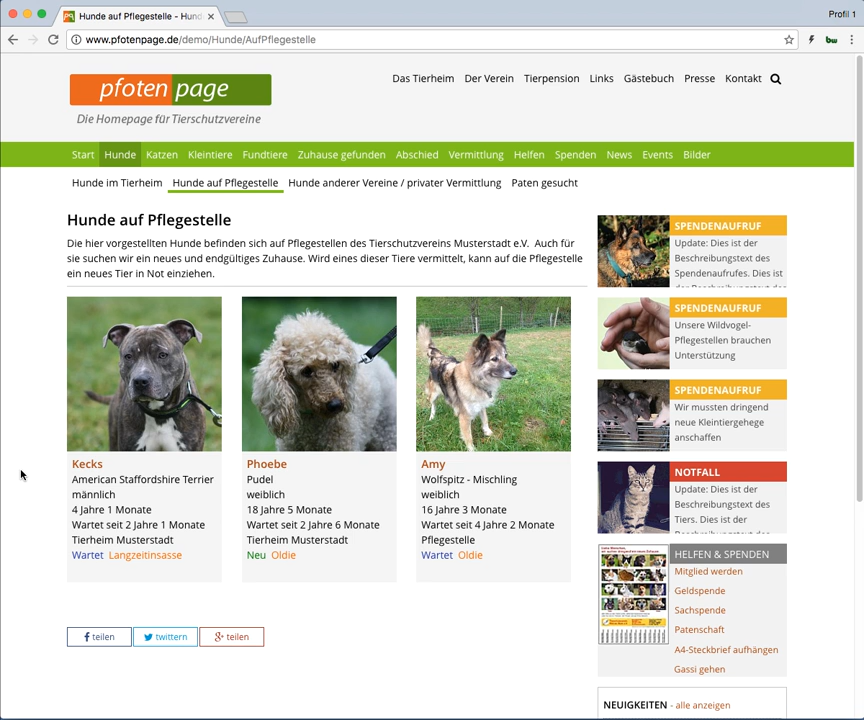 Hunde auf Pflegestelle - Hund
Profil 1
www.pfotenpage.de/demo/Hunde/AufPflegestelle
bw
pfoten page
Die Homepage für Tierschutzvereine
Das Tierheim Der Verein Tierpension Links Gästebuch Presse Kontakt
Start Hunde Katzen Kleintiere Fundtiere Zuhause gefunden Abschied Vermittlung Helfen Spenden News Events Bilder
Hunde im Tierheim Hunde auf Pflegestelle Hunde anderer Vereine / privater Vermittlung Paten gesucht
Hunde auf Pflegestelle
Die hier vorgestellten Hunde befinden sich auf Pflegestellen des Tierschutzvereins Musterstadt e.V. Auch für
sie suchen wir ein neues und endgültiges Zuhause. Wird eines dieser Tiere vermittelt, kann auf die Pflegestelle
ein neues Tier in Not einziehen.
Kecks
American Staffordshire Terrier
männlich
4 Jahre 1 Monate
Wartet seit 2 Jahre 1 Monate
Tierheim Musterstadt
Wartet Langzeitinsasse
Phoebe
Pudel
weiblich
18 Jahre 5 Monate
Wartet seit 2 Jahre 6 Monate
Tierheim Musterstadt
Neu Oldie
Amy
Wolfspitz - Mischling
weiblich
16 Jahre 3 Monate
Wartet seit 4 Jahre 2 Monate
Pflegestelle
Wartet Oldie
f teilen
twittern
g+ teilen
SPENDENAUFRUF
Update: Dies ist der
Beschreibungstext des
Spendenaufrufes. Dies ist
der Beschreibungstext des
SPENDENAUFRUF
Unsere Wildvogel-
Pflegestellen brauchen
Unterstützung
SPENDENAUFRUF
Wir mussten dringend
neue Kleintiergehege
anschaffen
NOTFALL
Update: Dies ist der
Beschreibungstext des
Tiers. Dies ist der
Beschreibungstext des
HELFEN & SPENDEN
Mitglied werden
Geldspende
Sachspende
Patenschaft
A4-Steckbrief aufhängen
Gassi gehen
NEUIGKEITEN - alle anzeigen